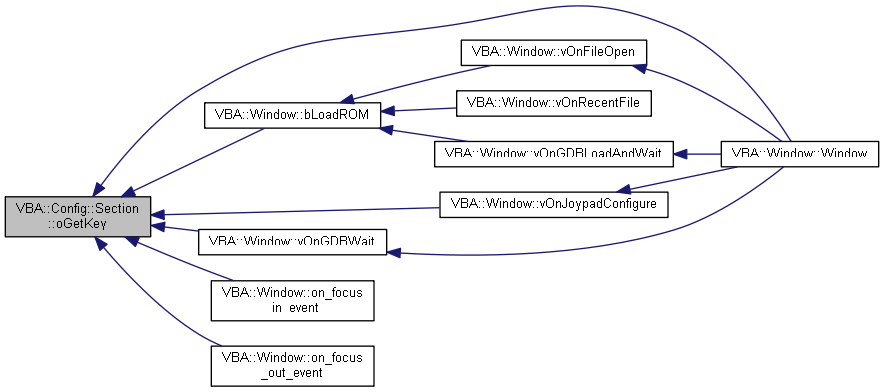 VBA::Window::vOnFileOpen
VBA::Window::vOnRecentFile
VBA::Window::bLoadROM
VBA::Window::vOnGDBLoadAndWait
VBA::Window::Window
VBA::Config::Section
::oGetKey
VBA::Window::vOnJoypadConfigure
VBA::Window::vOnGDBWait
VBA::Window::on_focus
_in_event
VBA::Window::on_focus
_out_event